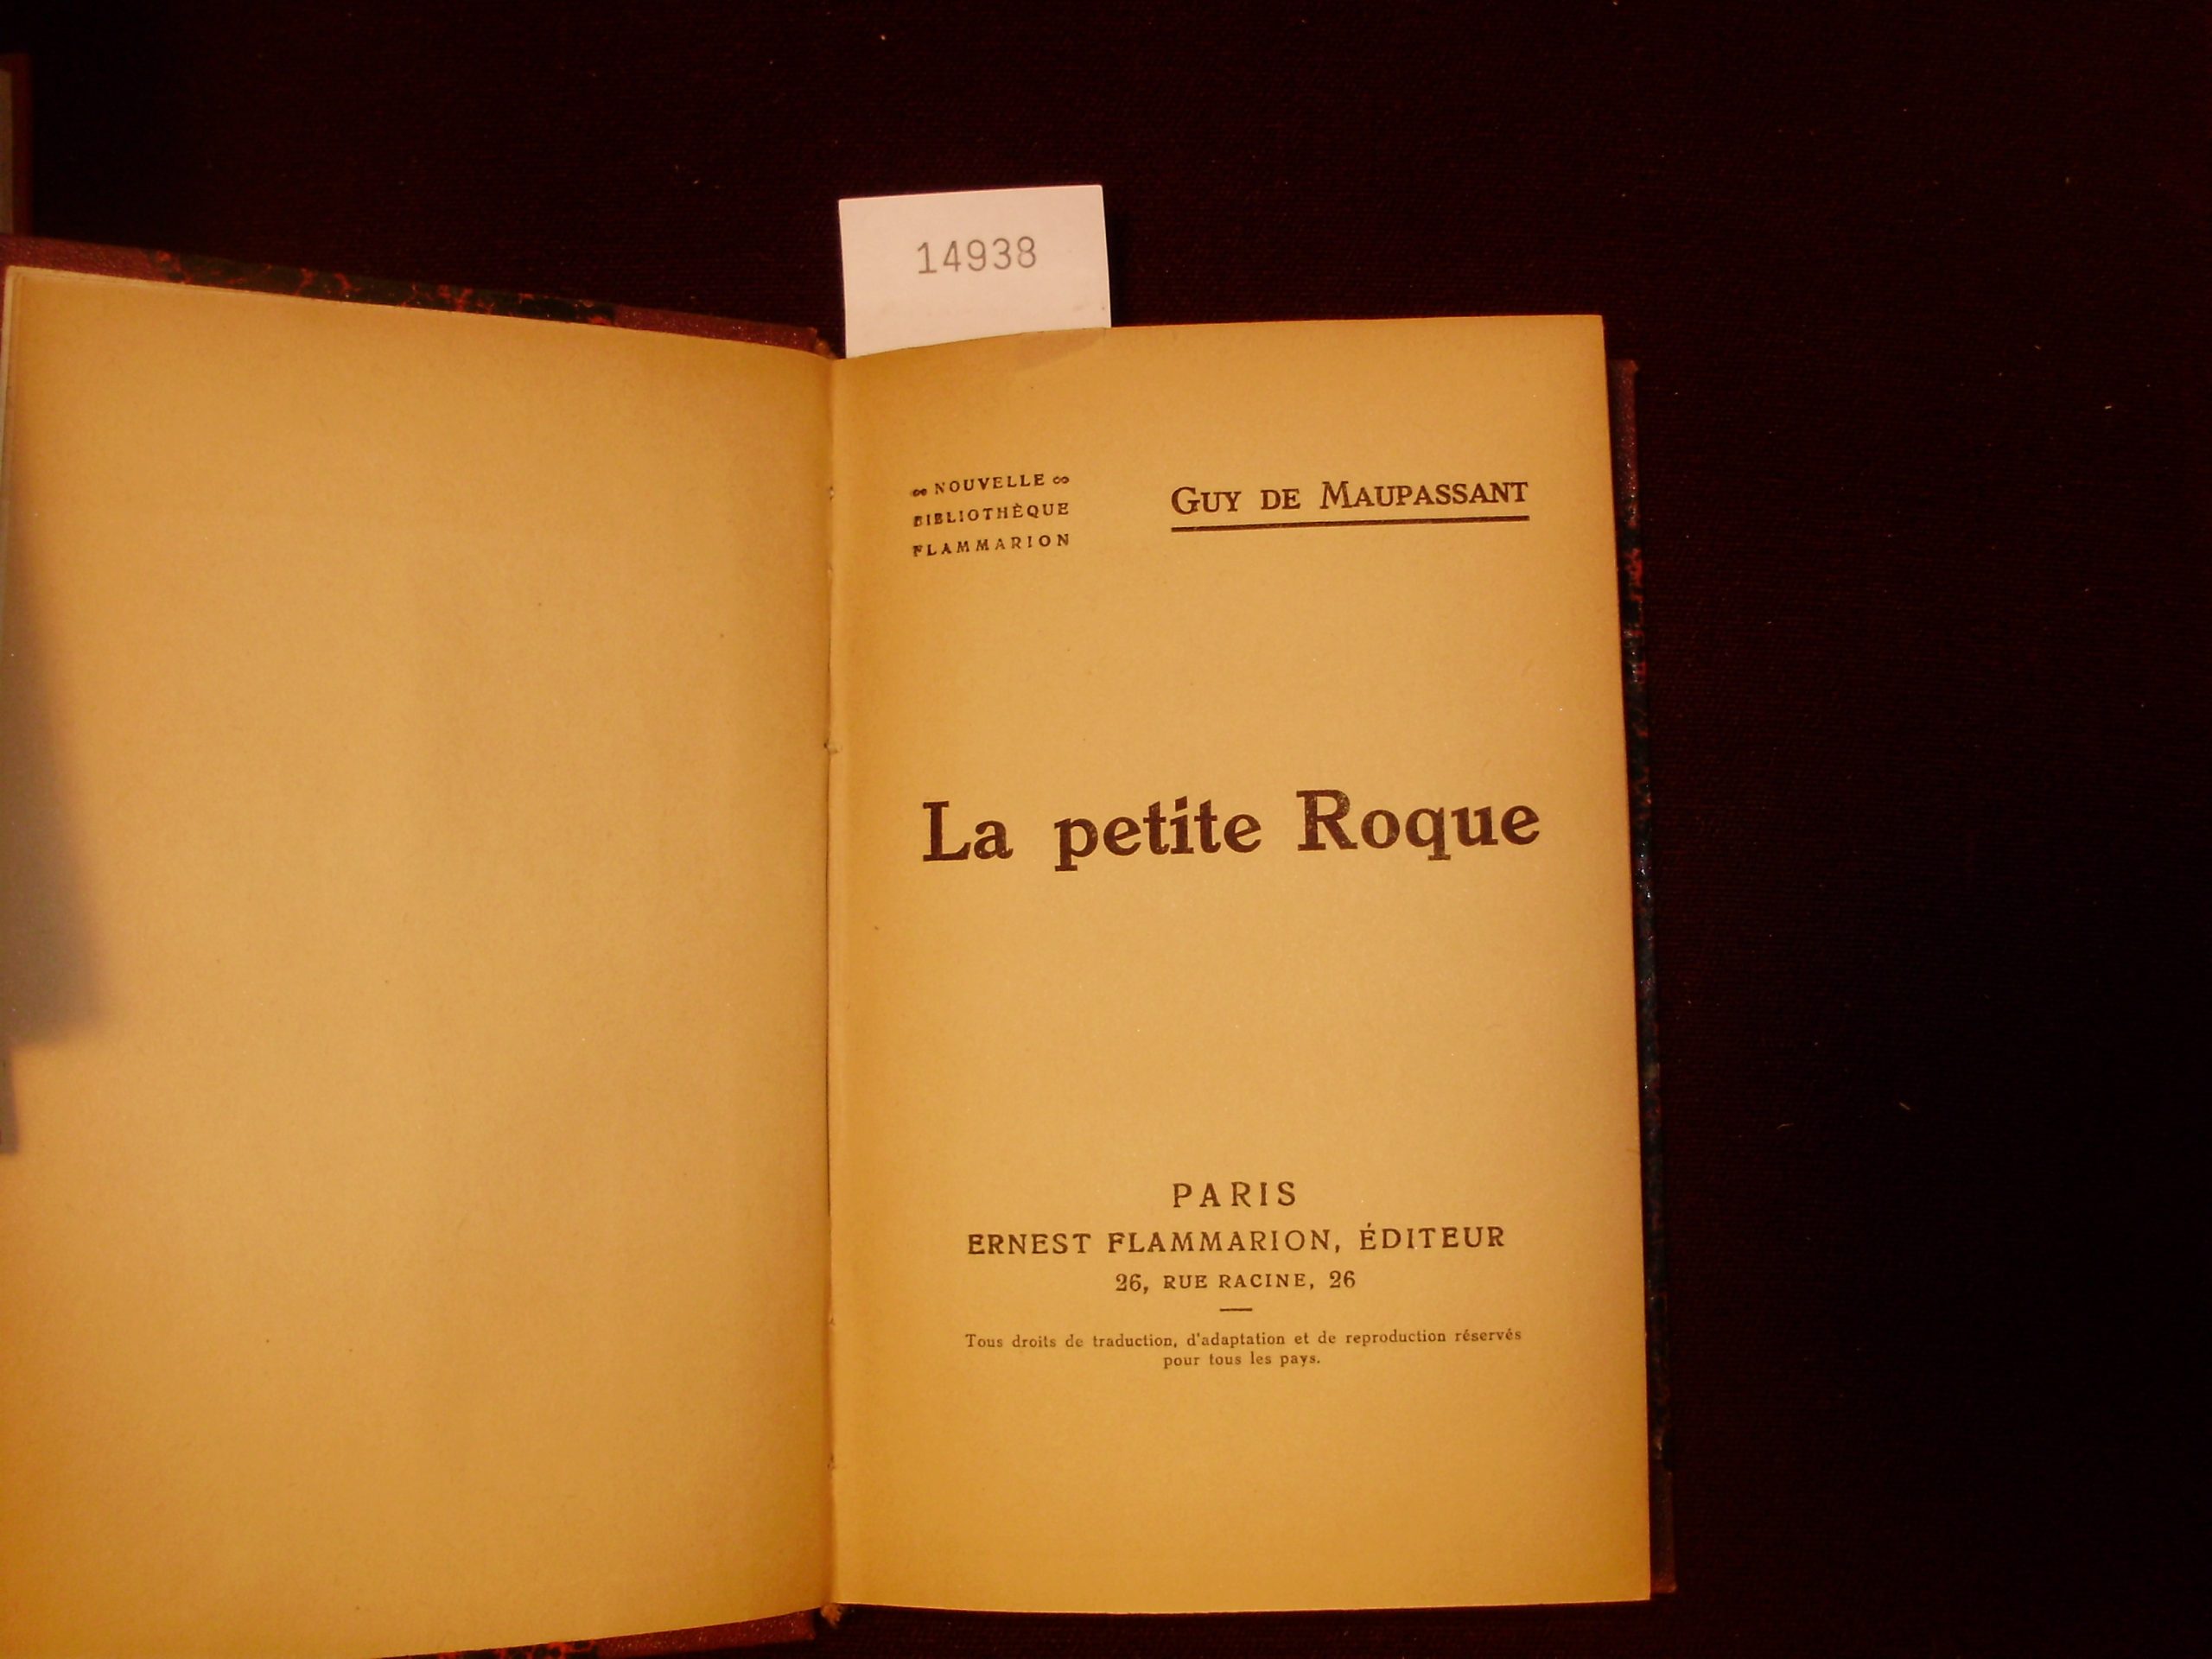 14938
∞ NOUVELLE ∞
BIBLIOTHÈQUE
FLAMMARION
GUY DE MAUPASSANT
La petite Roque
PARIS
ERNEST FLAMMARION, ÉDITEUR
26, RUE RACINE, 26
Tous droits de traduction, d'adaptation et de reproduction réservés
pour tous les pays.